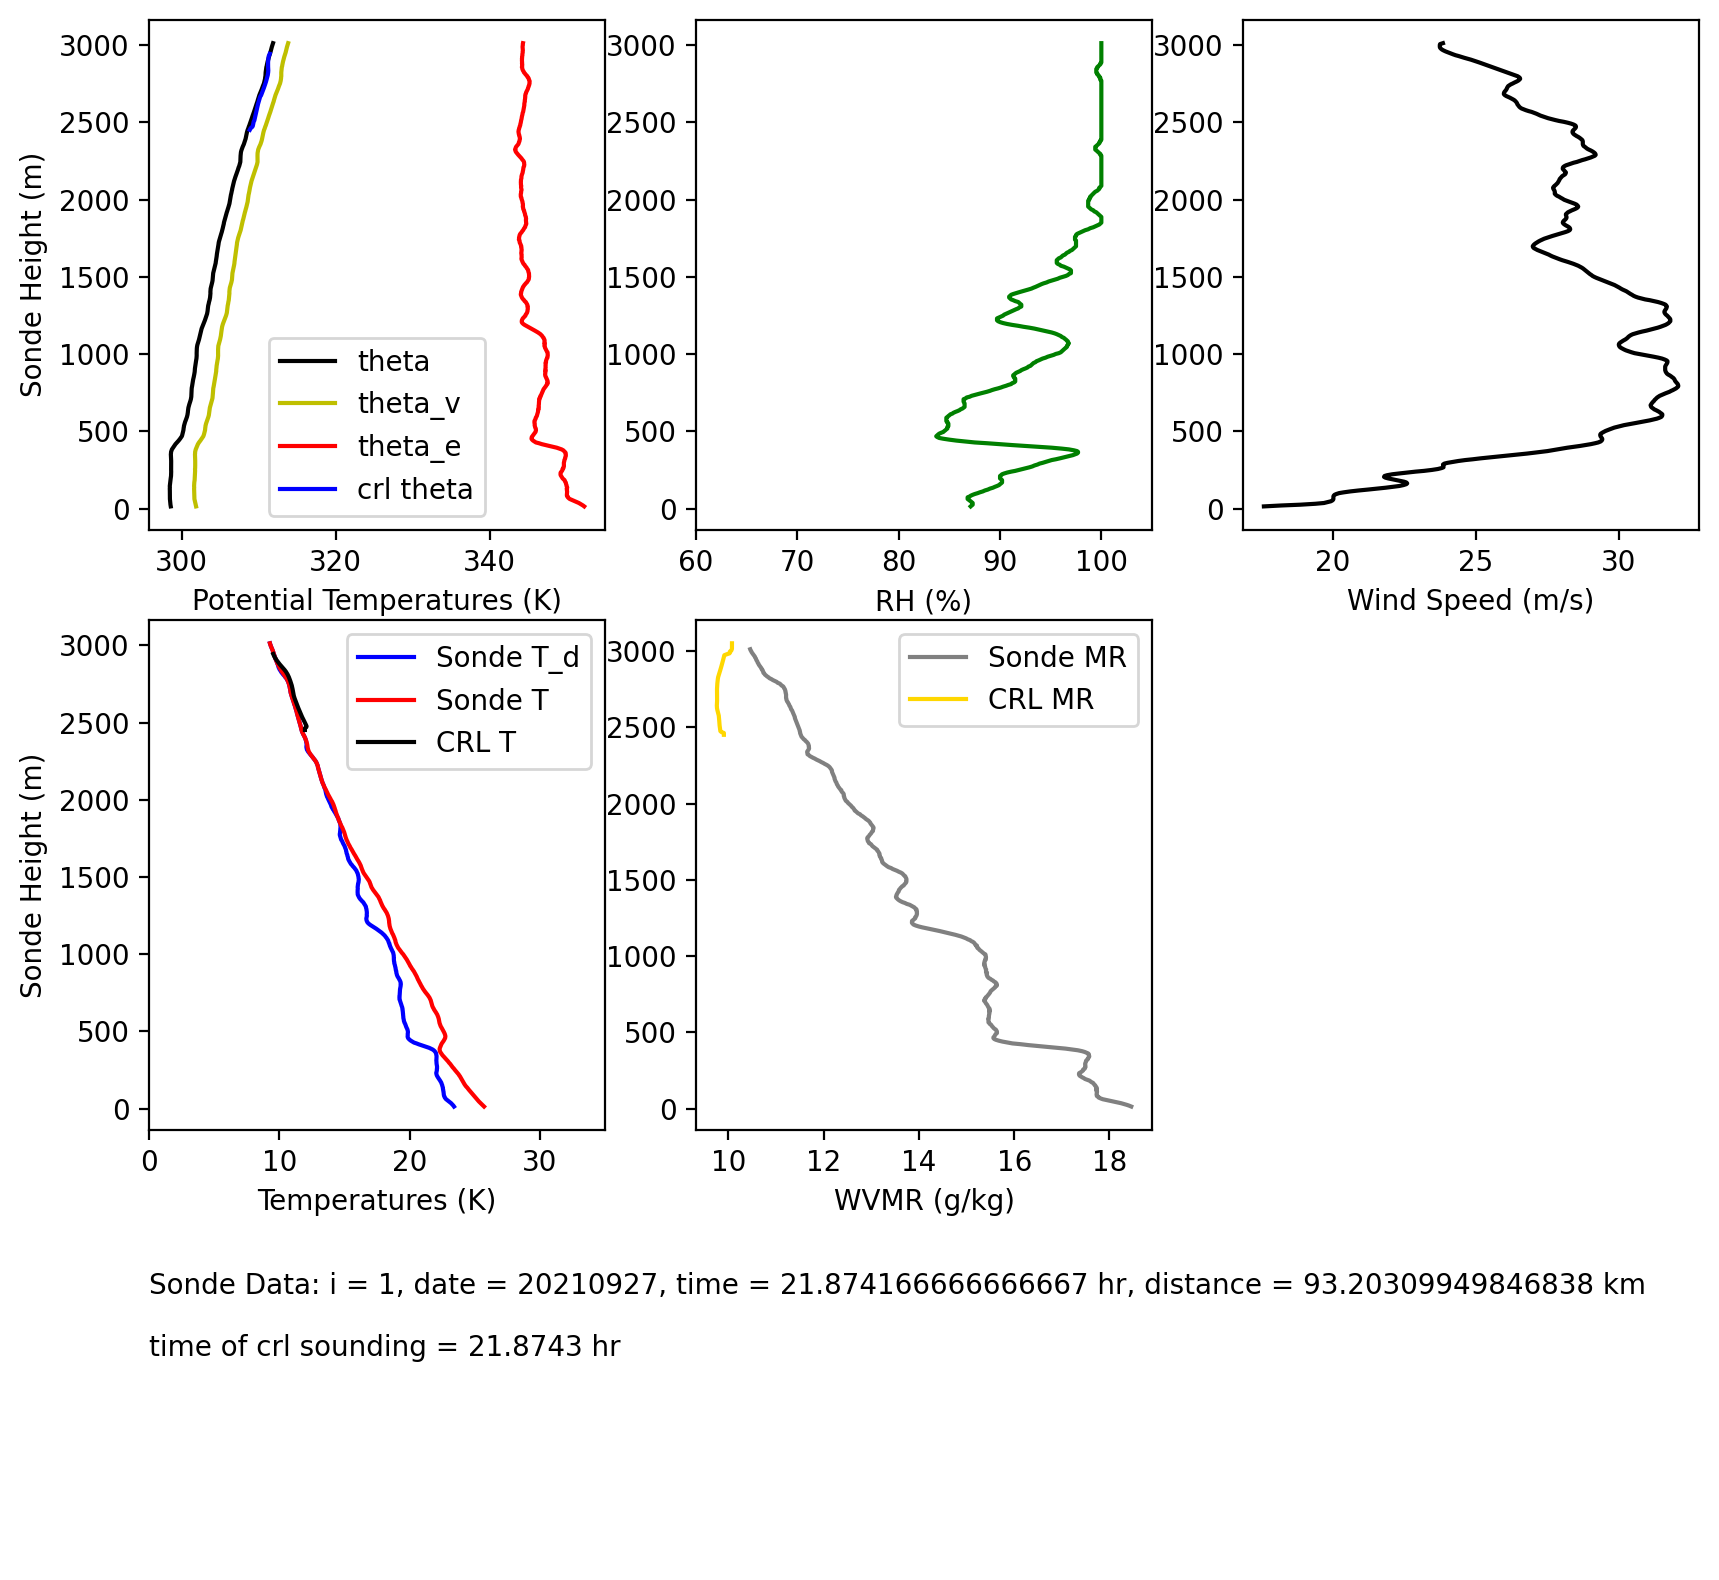 3000
2500
2000
1500
1000
500
0
Sonde Height (m)
300 320 340
Potential Temperatures (K)
theta
theta_v
theta_e
crl theta
3000
2500
2000
1500
1000
500
0
60 70 80 90 100
RH (%)
3000
2500
2000
1500
1000
500
0
20 25 30
Wind Speed (m/s)
3000
2500
2000
1500
1000
500
0
Sonde Height (m)
0 10 20 30
Temperatures (K)
Sonde T_d
Sonde T
CRL T
3000
2500
2000
1500
1000
500
0
10 12 14 16 18
WVMR (g/kg)
Sonde MR
CRL MR
Sonde Data: i = 1, date = 20210927, time = 21.874166666666667 hr, distance = 93.20309949846838 km
time of crl sounding = 21.8743 hr